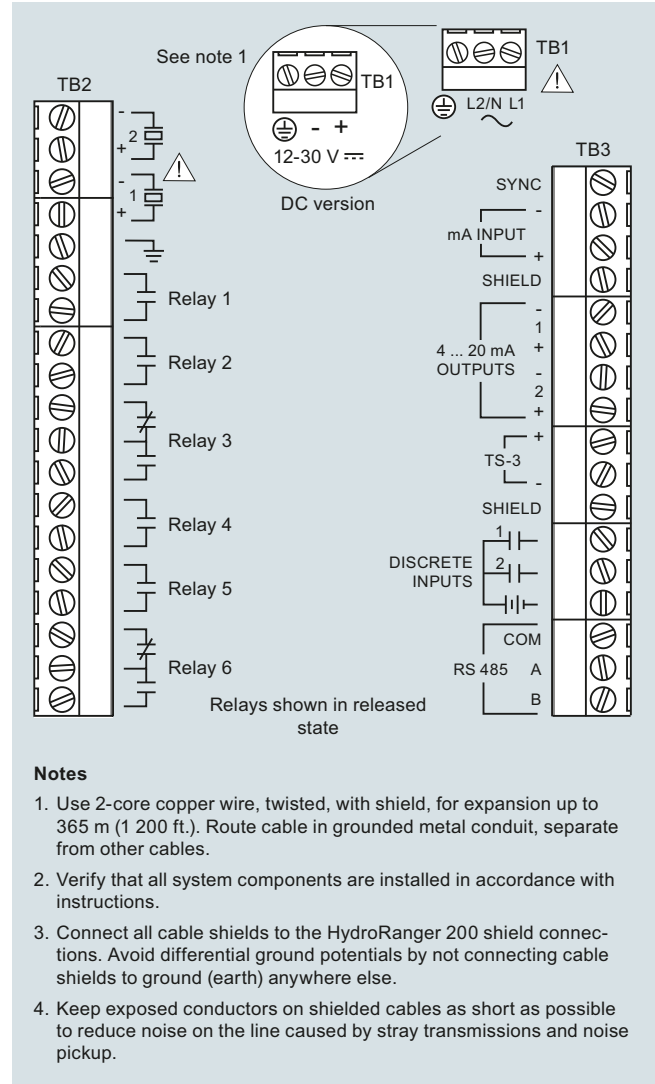 See note 1
TB1
TB1
L2/N L1
- +
12-30 V
DC version
TB2
-
2
+
-
1
+
Relay 1
Relay 2
Relay 3
Relay 4
Relay 5
Relay 6
Relays shown in released
state
TB3
SYNC
-
mA INPUT
+
SHIELD
-
1
+
4 ... 20 mA
OUTPUTS
-
2
+
+
TS-3
-
SHIELD
1
DISCRETE
2
INPUTS
COM
RS 485 A
B
Notes
1. Use 2-core copper wire, twisted, with shield, for expansion up to
365 m (1 200 ft.). Route cable in grounded metal conduit, separate
from other cables.
2. Verify that all system components are installed in accordance with
instructions.
3. Connect all cable shields to the HydroRanger 200 shield connec-
tions. Avoid differential ground potentials by not connecting cable
shields to ground (earth) anywhere else.
4. Keep exposed conductors on shielded cables as short as possible
to reduce noise on the line caused by stray transmissions and noise
pickup.